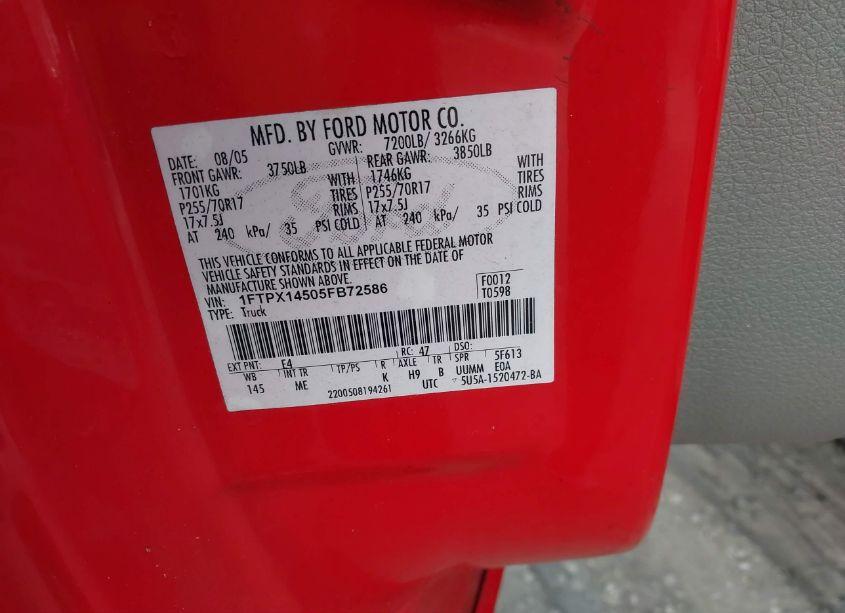 MFD. BY FORD MOTOR CO.
DATE: 08/05 GVWR: 7200LB/ 3266KG
FRONT GAWR: 3750LB REAR GAWR: 3850LB
1701KG WITH 1746KG WITH
P255/70R17 TIRES P255/70R17 TIRES
17x7.5J RIMS 17x7.5J RIMS
AT 240 kPa/ 35 PSI COLD AT 240 kPa/ 35 PSI COLD
THIS VEHICLE CONFORMS TO ALL APPLICABLE FEDERAL MOTOR
VEHICLE SAFETY STANDARDS IN EFFECT ON THE DATE OF
MANUFACTURE SHOWN ABOVE.
VIN: 1FTPX14505FB72586 F0012
TYPE: Truck T0598
EXT PNT: E4 RC: 47 DSO:
WB INT TR TP/PS R AXLE TR SPR 5F613
145 ME K H9 B UUMM EOA
2200508194261 UTC 5U5A-1520472-BA
Ford